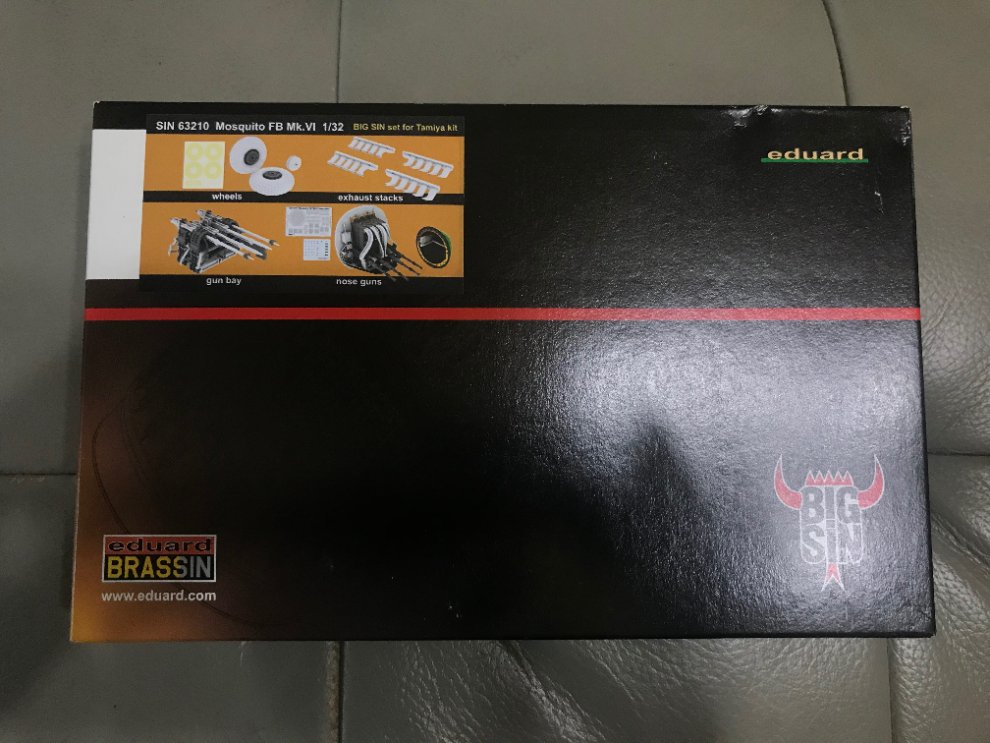 SIN 63210 Mosquito FB Mk.VI 1/32 BIG SIN set for Tamiya kit
eduard
wheels
exhaust stacks
gun bay
nose guns
BIG
SIN
eduard
BRASSIN
www.eduard.com